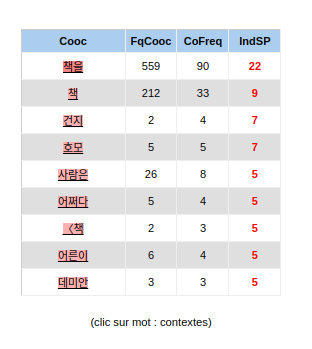 Cooc FqCooc CoFreq IndSP
책을 559 90 22
책 212 33 9
건지 2 4 7
호모 5 5 7
사람은 26 8 5
어쩌다 5 4 5
〈책 2 3 5
어른이 6 4 5
데미안 3 3 5
(clic sur mot : contextes)